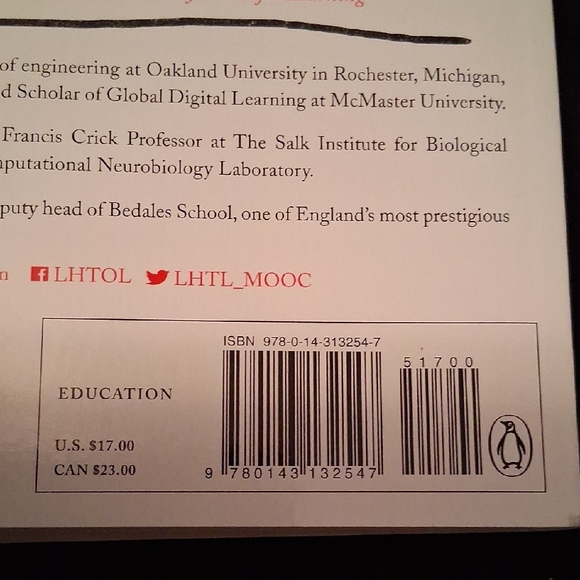 of engineering at Oakland University in Rochester, Michigan,
d Scholar of Global Digital Learning at McMaster University.
Francis Crick Professor at The Salk Institute for Biological
mputational Neurobiology Laboratory.
puty head of Bedales School, one of England's most prestigious
n LHTOL LHTL_MOOC
ISBN 978-0-14-313254-7
51700
EDUCATION
U.S. $17.00
CAN $23.00
9 780143 132547